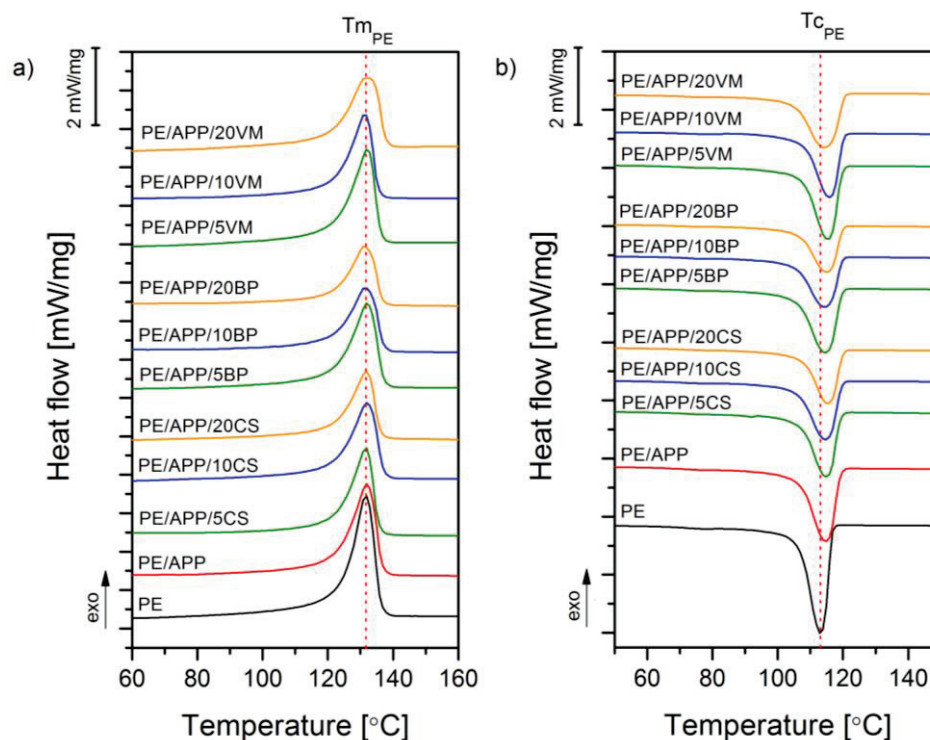 a)
Tm PE
2 mW/mg
Heat flow [mW/mg]
exo
PE/APP/20VM
PE/APP/10VM
PE/APP/5VM
PE/APP/20BP
PE/APP/10BP
PE/APP/5BP
PE/APP/20CS
PE/APP/10CS
PE/APP/5CS
PE/APP
PE
60 80 100 120 140 160
Temperature [°C]
b)
Tc PE
2 mW/mg
Heat flow [mW/mg]
exo
PE/APP/20VM
PE/APP/10VM
PE/APP/5VM
PE/APP/20BP
PE/APP/10BP
PE/APP/5BP
PE/APP/20CS
PE/APP/10CS
PE/APP/5CS
PE/APP
PE
60 80 100 120 140
Temperature [°C]